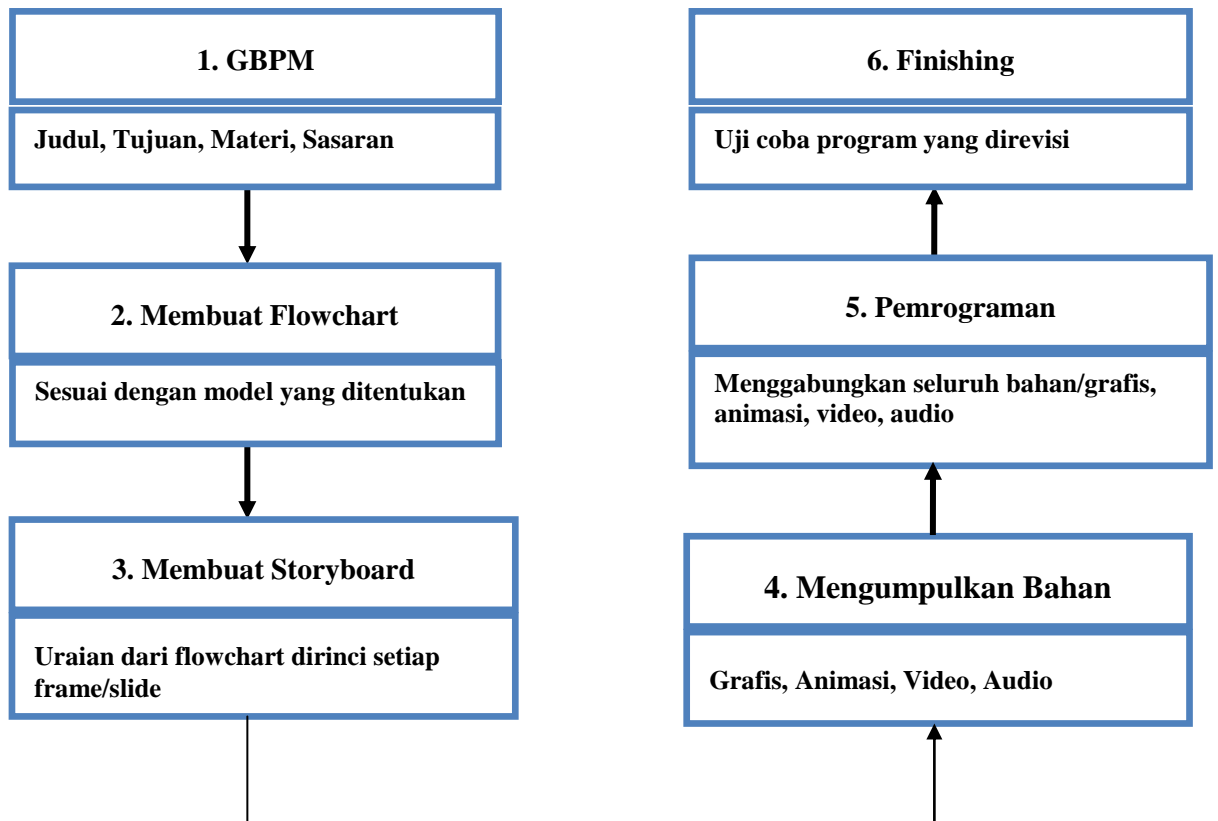 1. GBPM
Judul, Tujuan, Materi, Sasaran
2. Membuat Flowchart
Sesuai dengan model yang ditentukan
3. Membuat Storyboard
Uraian dari flowchart dirinci setiap
frame/slide
4. Mengumpulkan Bahan
Grafis, Animasi, Video, Audio
5. Pemrograman
Menggabungkan seluruh bahan/grafis,
animasi, video, audio
6. Finishing
Uji coba program yang direvisi